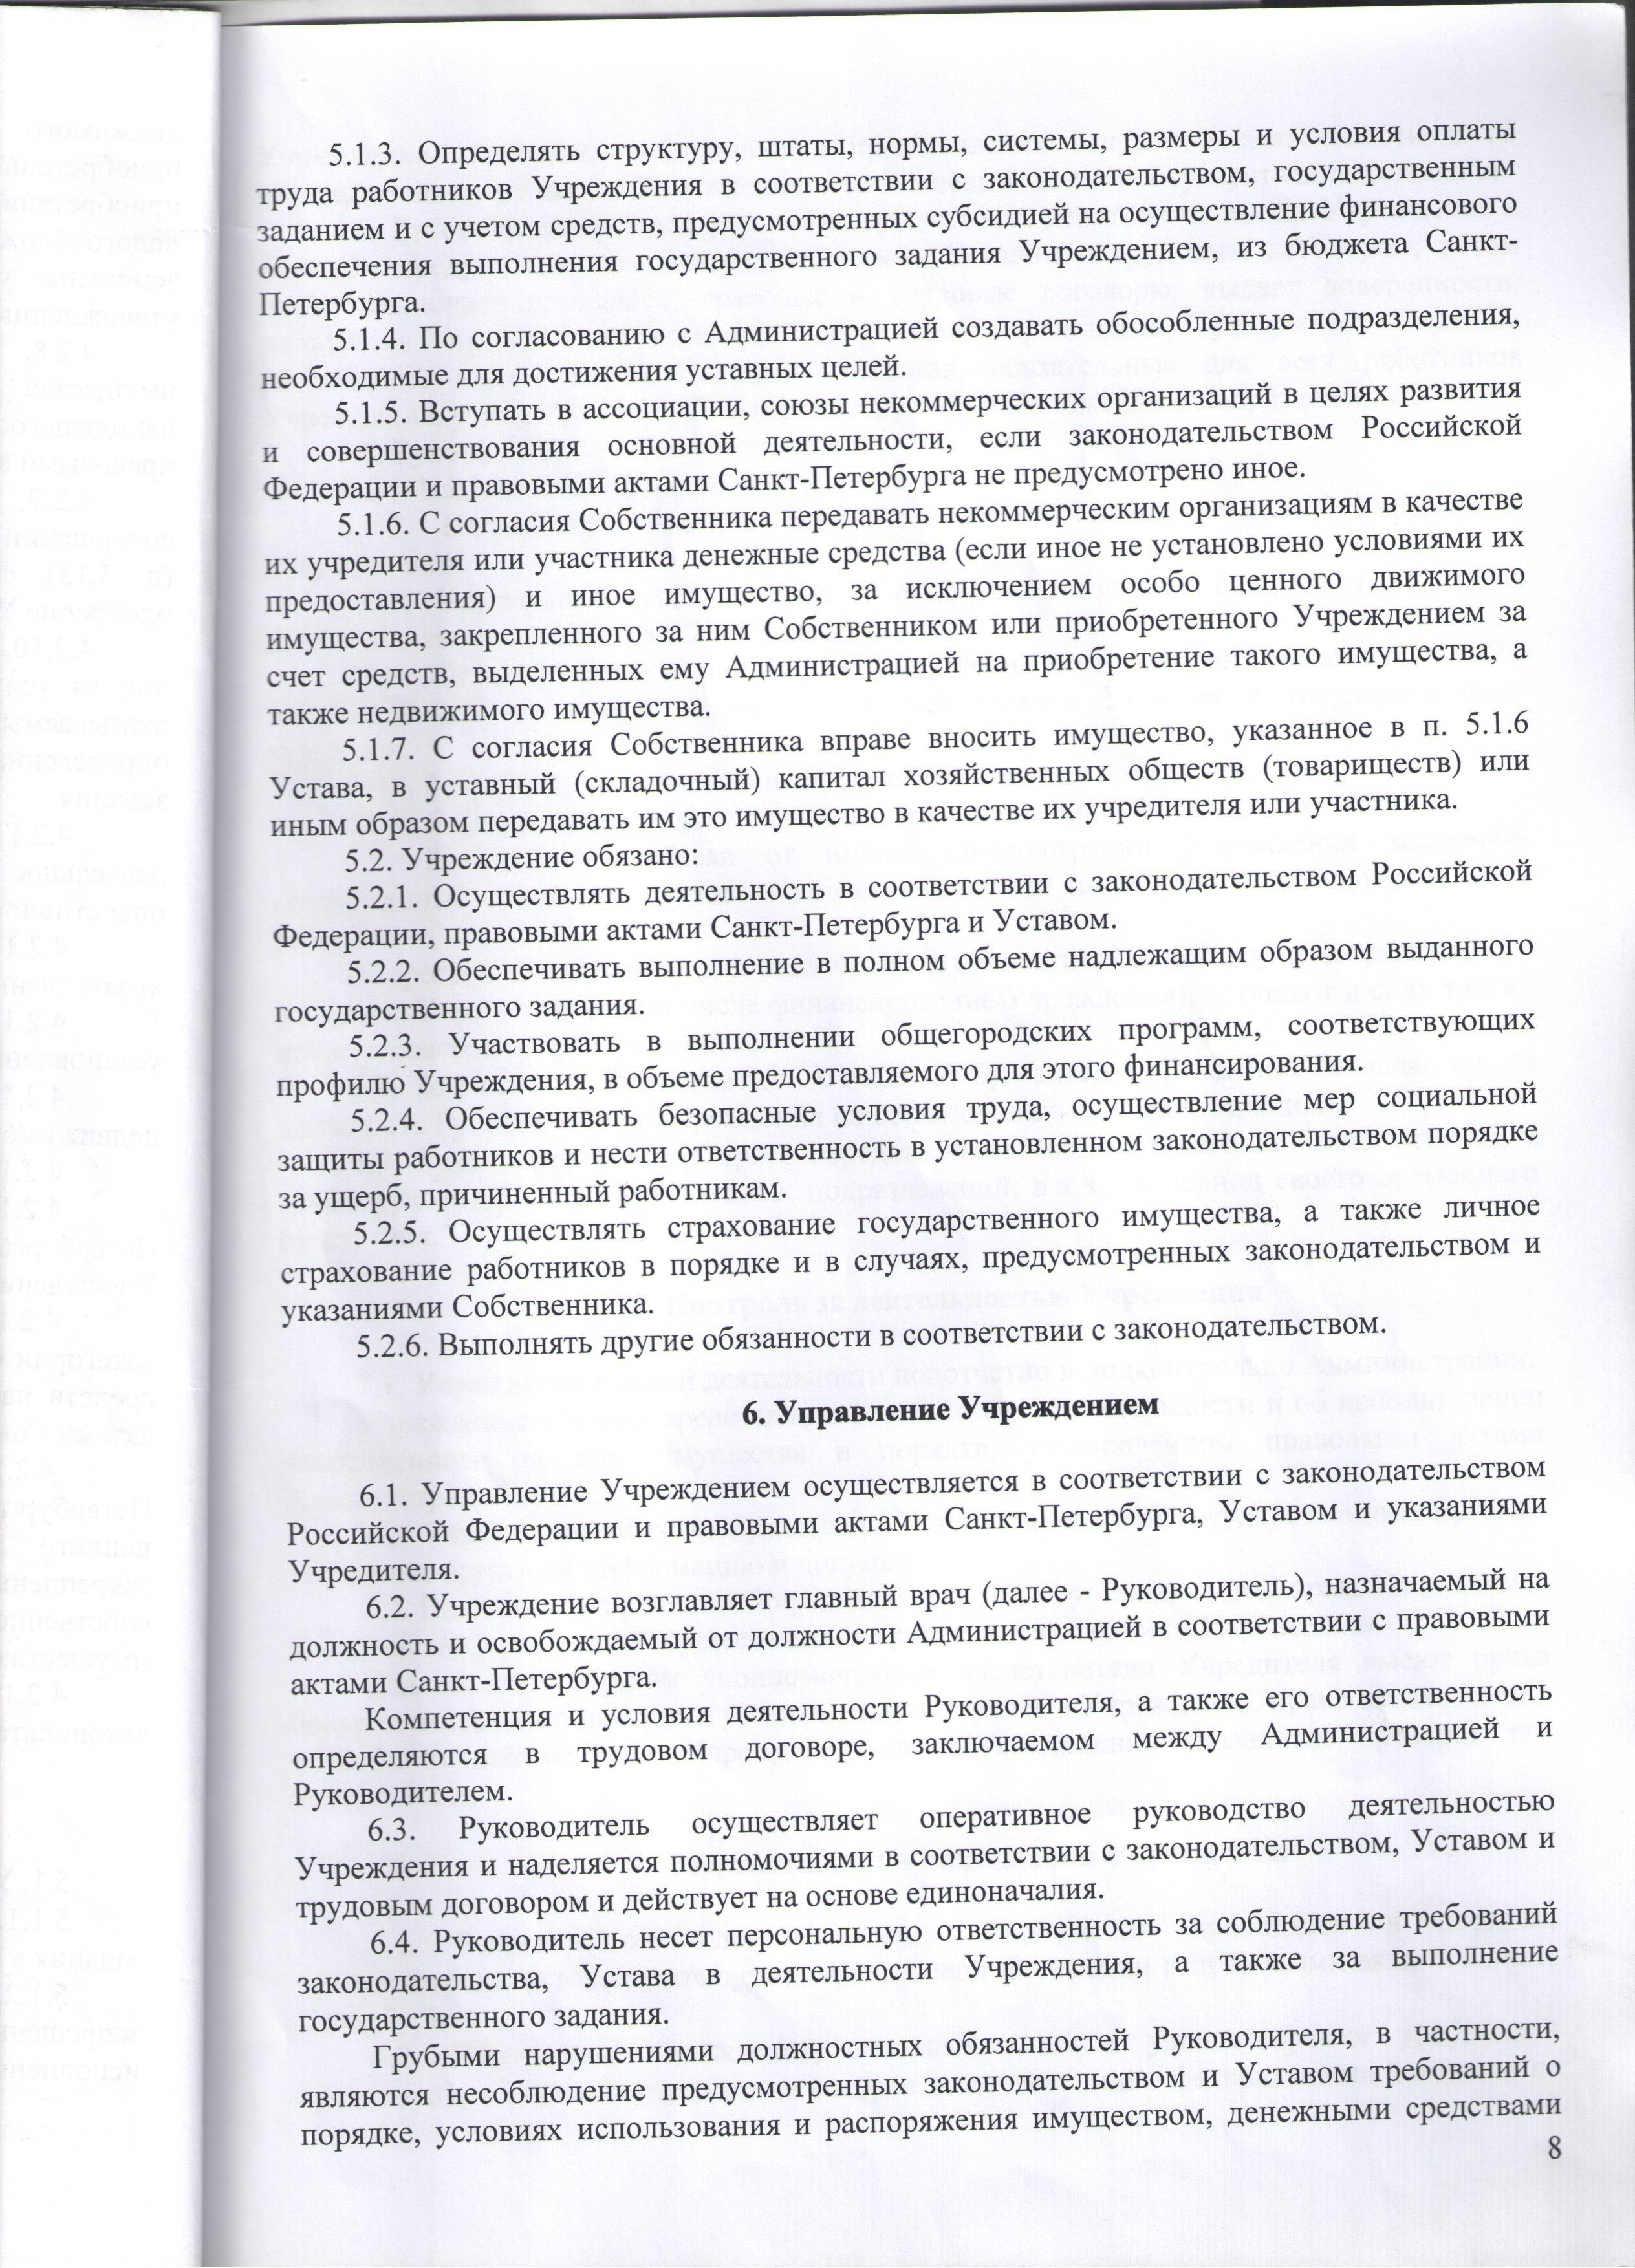 5.1.3. Определять структуру, штаты, нормы, системы, размеры и условия оплаты
труда работников Учреждения в соответствии с законодательством, государственным
заданием и с учетом средств, предусмотренных субсидией на осуществление финансового
обеспечения выполнения государственного задания Учреждением, из бюджета Санкт-
Петербурга.
5.1.4. По согласованию с Администрацией создавать обособленные подразделения,
необходимые для достижения уставных целей.
5.1.5. Вступать в ассоциации, союзы некоммерческих организаций в целях развития
и совершенствования основной деятельности, если законодательством Российской
Федерации и правовыми актами Санкт-Петербурга не предусмотрено иное.
5.1.6. С согласия Собственника передавать некоммерческим организациям в качестве
их учредителя или участника денежные средства (если иное не установлено условиями их
предоставления) и иное имущество, за исключением особо ценного движимого
имущества, закрепленного за ним Собственником или приобретенного Учреждением за
счет средств, выделенных ему Администрацией на приобретение такого имущества, а
также недвижимого имущества.
5.1.7. С согласия Собственника вправе вносить имущество, указанное в п. 5.1.6
Устава, в уставный (складочный) капитал хозяйственных обществ (товариществ) или
иным образом передавать им это имущество в качестве их учредителя или участника.
5.2. Учреждение обязано:
5.2.1. Осуществлять деятельность в соответствии с законодательством Российской
Федерации, правовыми актами Санкт-Петербурга и Уставом.
5.2.2. Обеспечивать выполнение в полном объеме надлежащим образом выданного
государственного задания.
5.2.3. Участвовать в выполнении общегородских программ, соответствующих
профилю Учреждения, в объеме предоставляемого для этого финансирования.
5.2.4. Обеспечивать безопасные условия труда, осуществление мер социальной
защиты работников и нести ответственность в установленном законодательством порядке
за ущерб, причиненный работникам.
5.2.5. Осуществлять страхование государственного имущества, а также личное
страхование работников в порядке и в случаях, предусмотренных законодательством и
указаниями Собственника.
5.2.6. Выполнять другие обязанности в соответствии с законодательством.
6. Управление Учреждением
6.1. Управление Учреждением осуществляется в соответствии с законодательством
Российской Федерации и правовыми актами Санкт-Петербурга, Уставом и указаниями
Учредителя.
6.2. Учреждение возглавляет главный врач (далее - Руководитель), назначаемый на
должность и освобождаемый от должности Администрацией в соответствии с правовыми
актами Санкт-Петербурга.
Компетенция и условия деятельности Руководителя, а также его ответственность
определяются в трудовом договоре, заключаемом между Администрацией и
Руководителем.
6.3. Руководитель осуществляет оперативное руководство деятельностью
Учреждения и наделяется полномочиями в соответствии с законодательством, Уставом и
трудовым договором и действует на основе единоначалия.
6.4. Руководитель несет персональную ответственность за соблюдение требований
законодательства, Устава в деятельности Учреждения, а также за выполнение
государственного задания.
Грубыми нарушениями должностных обязанностей Руководителя, в частности,
являются несоблюдение предусмотренных законодательством и Уставом требований о
порядке, условиях использования и распоряжения имуществом, денежными средствами
8